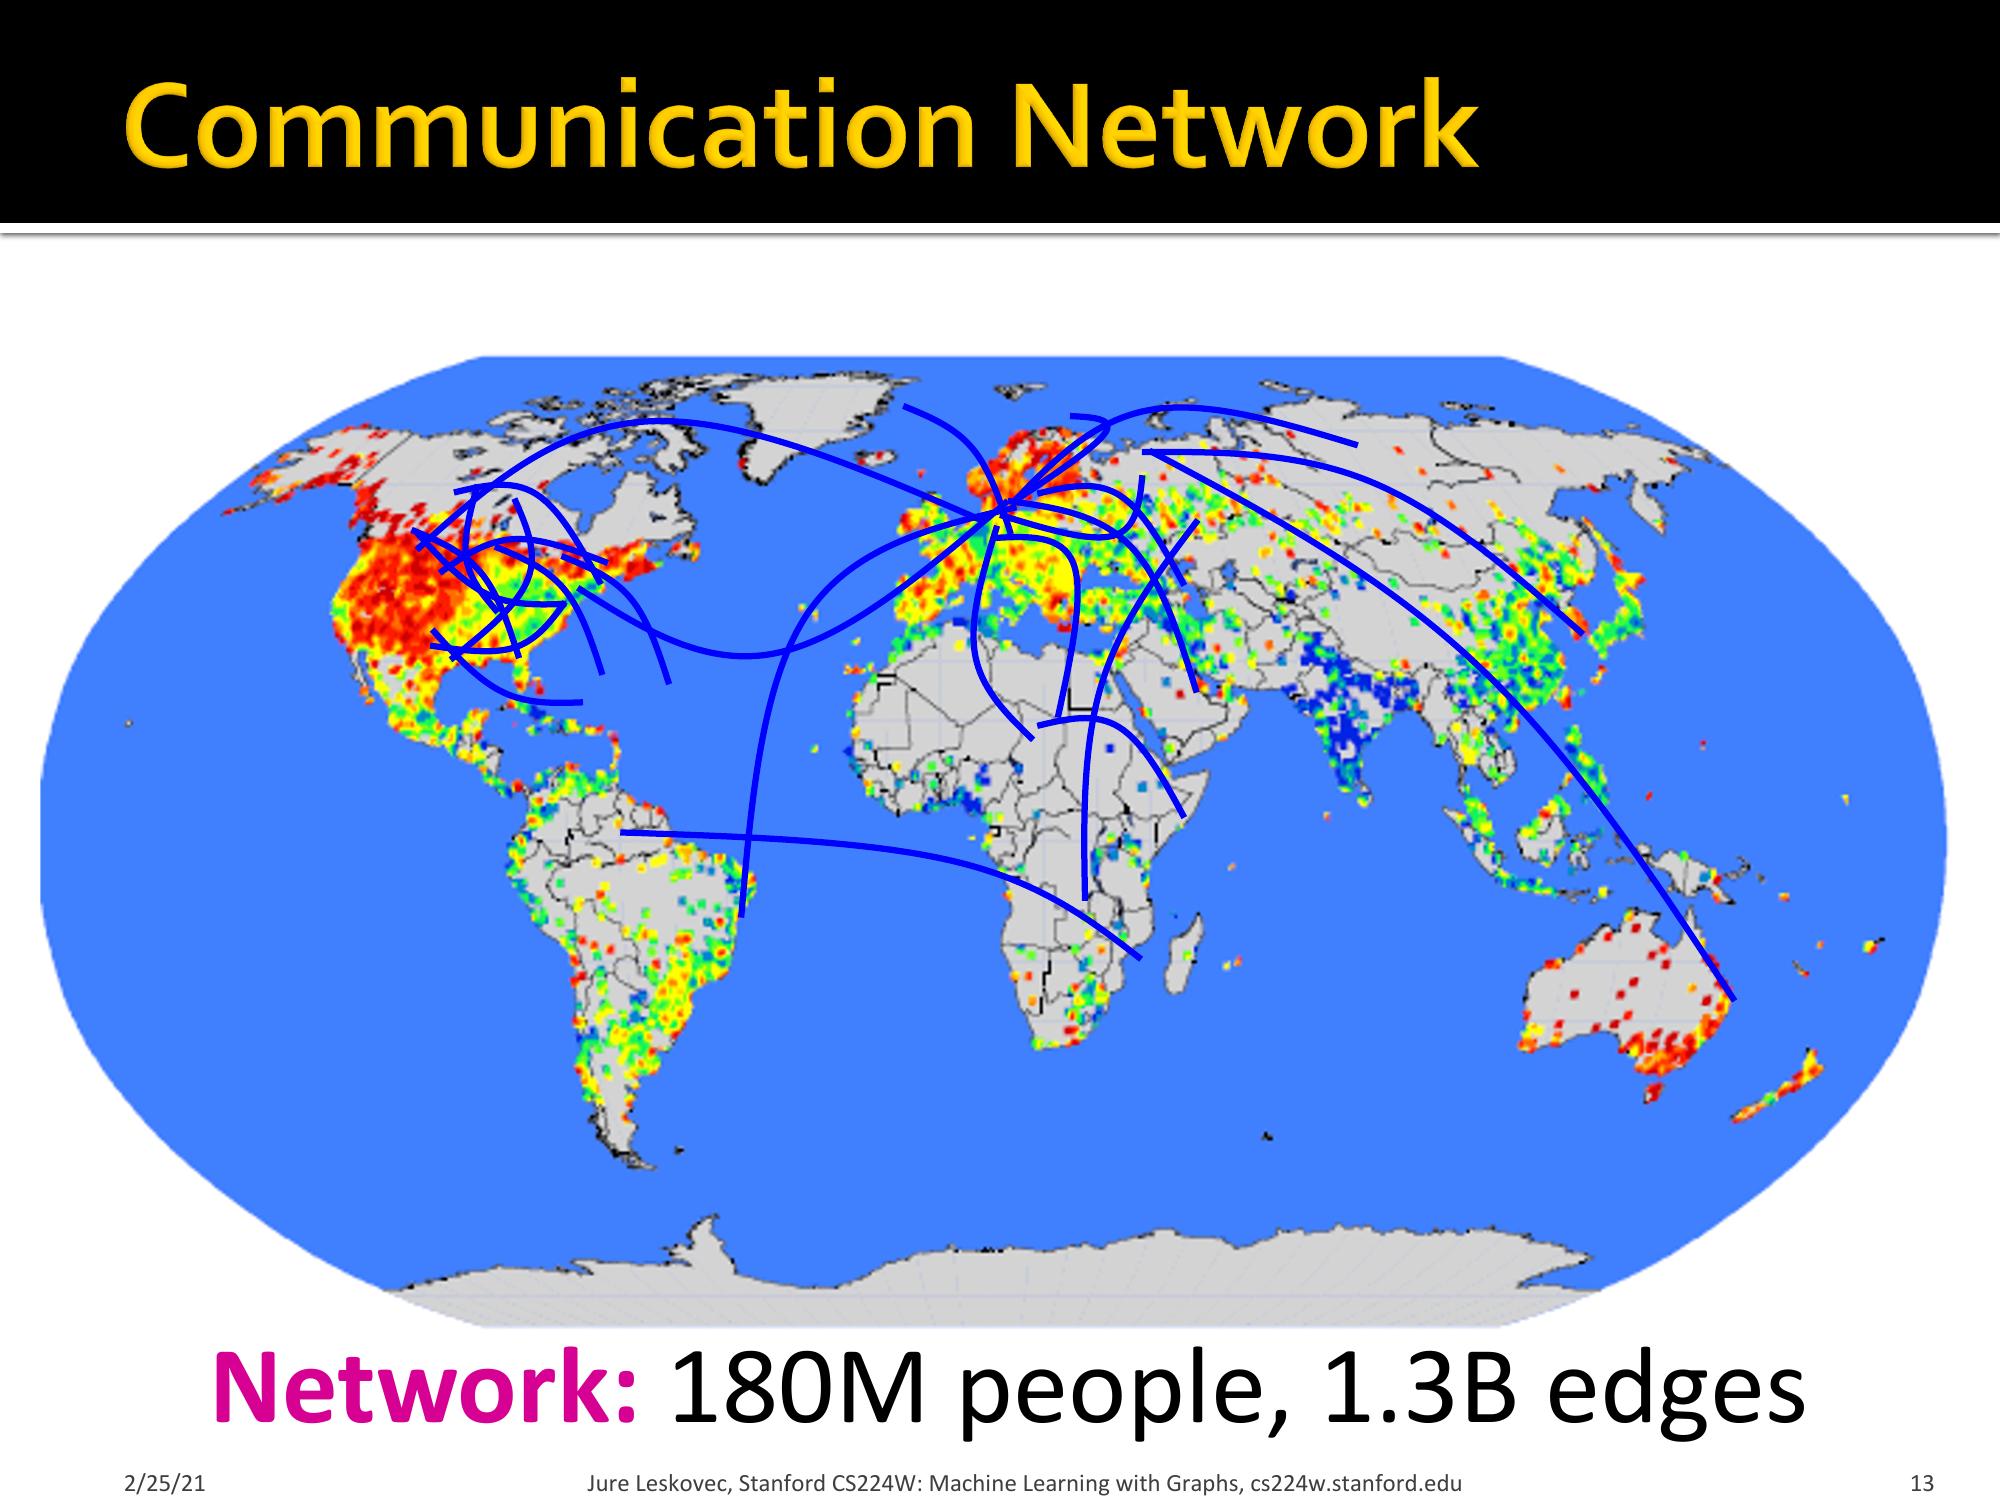 Communication Network
Network: 180M people, 1.3B edges
2/25/21
Jure Leskovec, Stanford CS224W: Machine Learning with Graphs, cs224w.stanford.edu
13